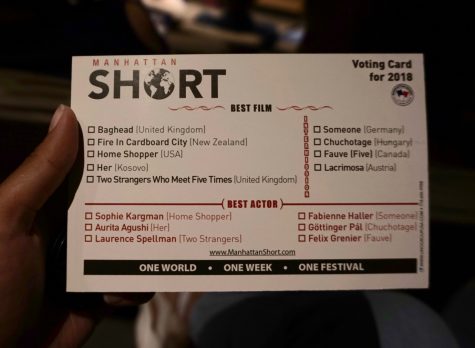 MANHATTAN
SHORT
Voting Card
for 2018
BEST FILM
Baghead (United Kingdom)
Fire In Cardboard City (New Zealand)
Home Shopper (USA)
Her (Kosovo)
Two Strangers Who Meet Five Times (United Kingdom)
Someone (Germany)
Chuchotage (Hungary)
Fauve (Five) (Canada)
Lacrimosa (Austria)
BEST ACTOR
Sophie Kargman (Home Shopper)
Aurita Agushi (Her)
Laurence Spellman (Two Strangers)
Fabienne Haller (Someone)
Göttinger Pál (Chuchotage)
Felix Grenier (Fauve)
www.ManhattanShort.com
ONE WORLD • ONE WEEK • ONE FESTIVAL